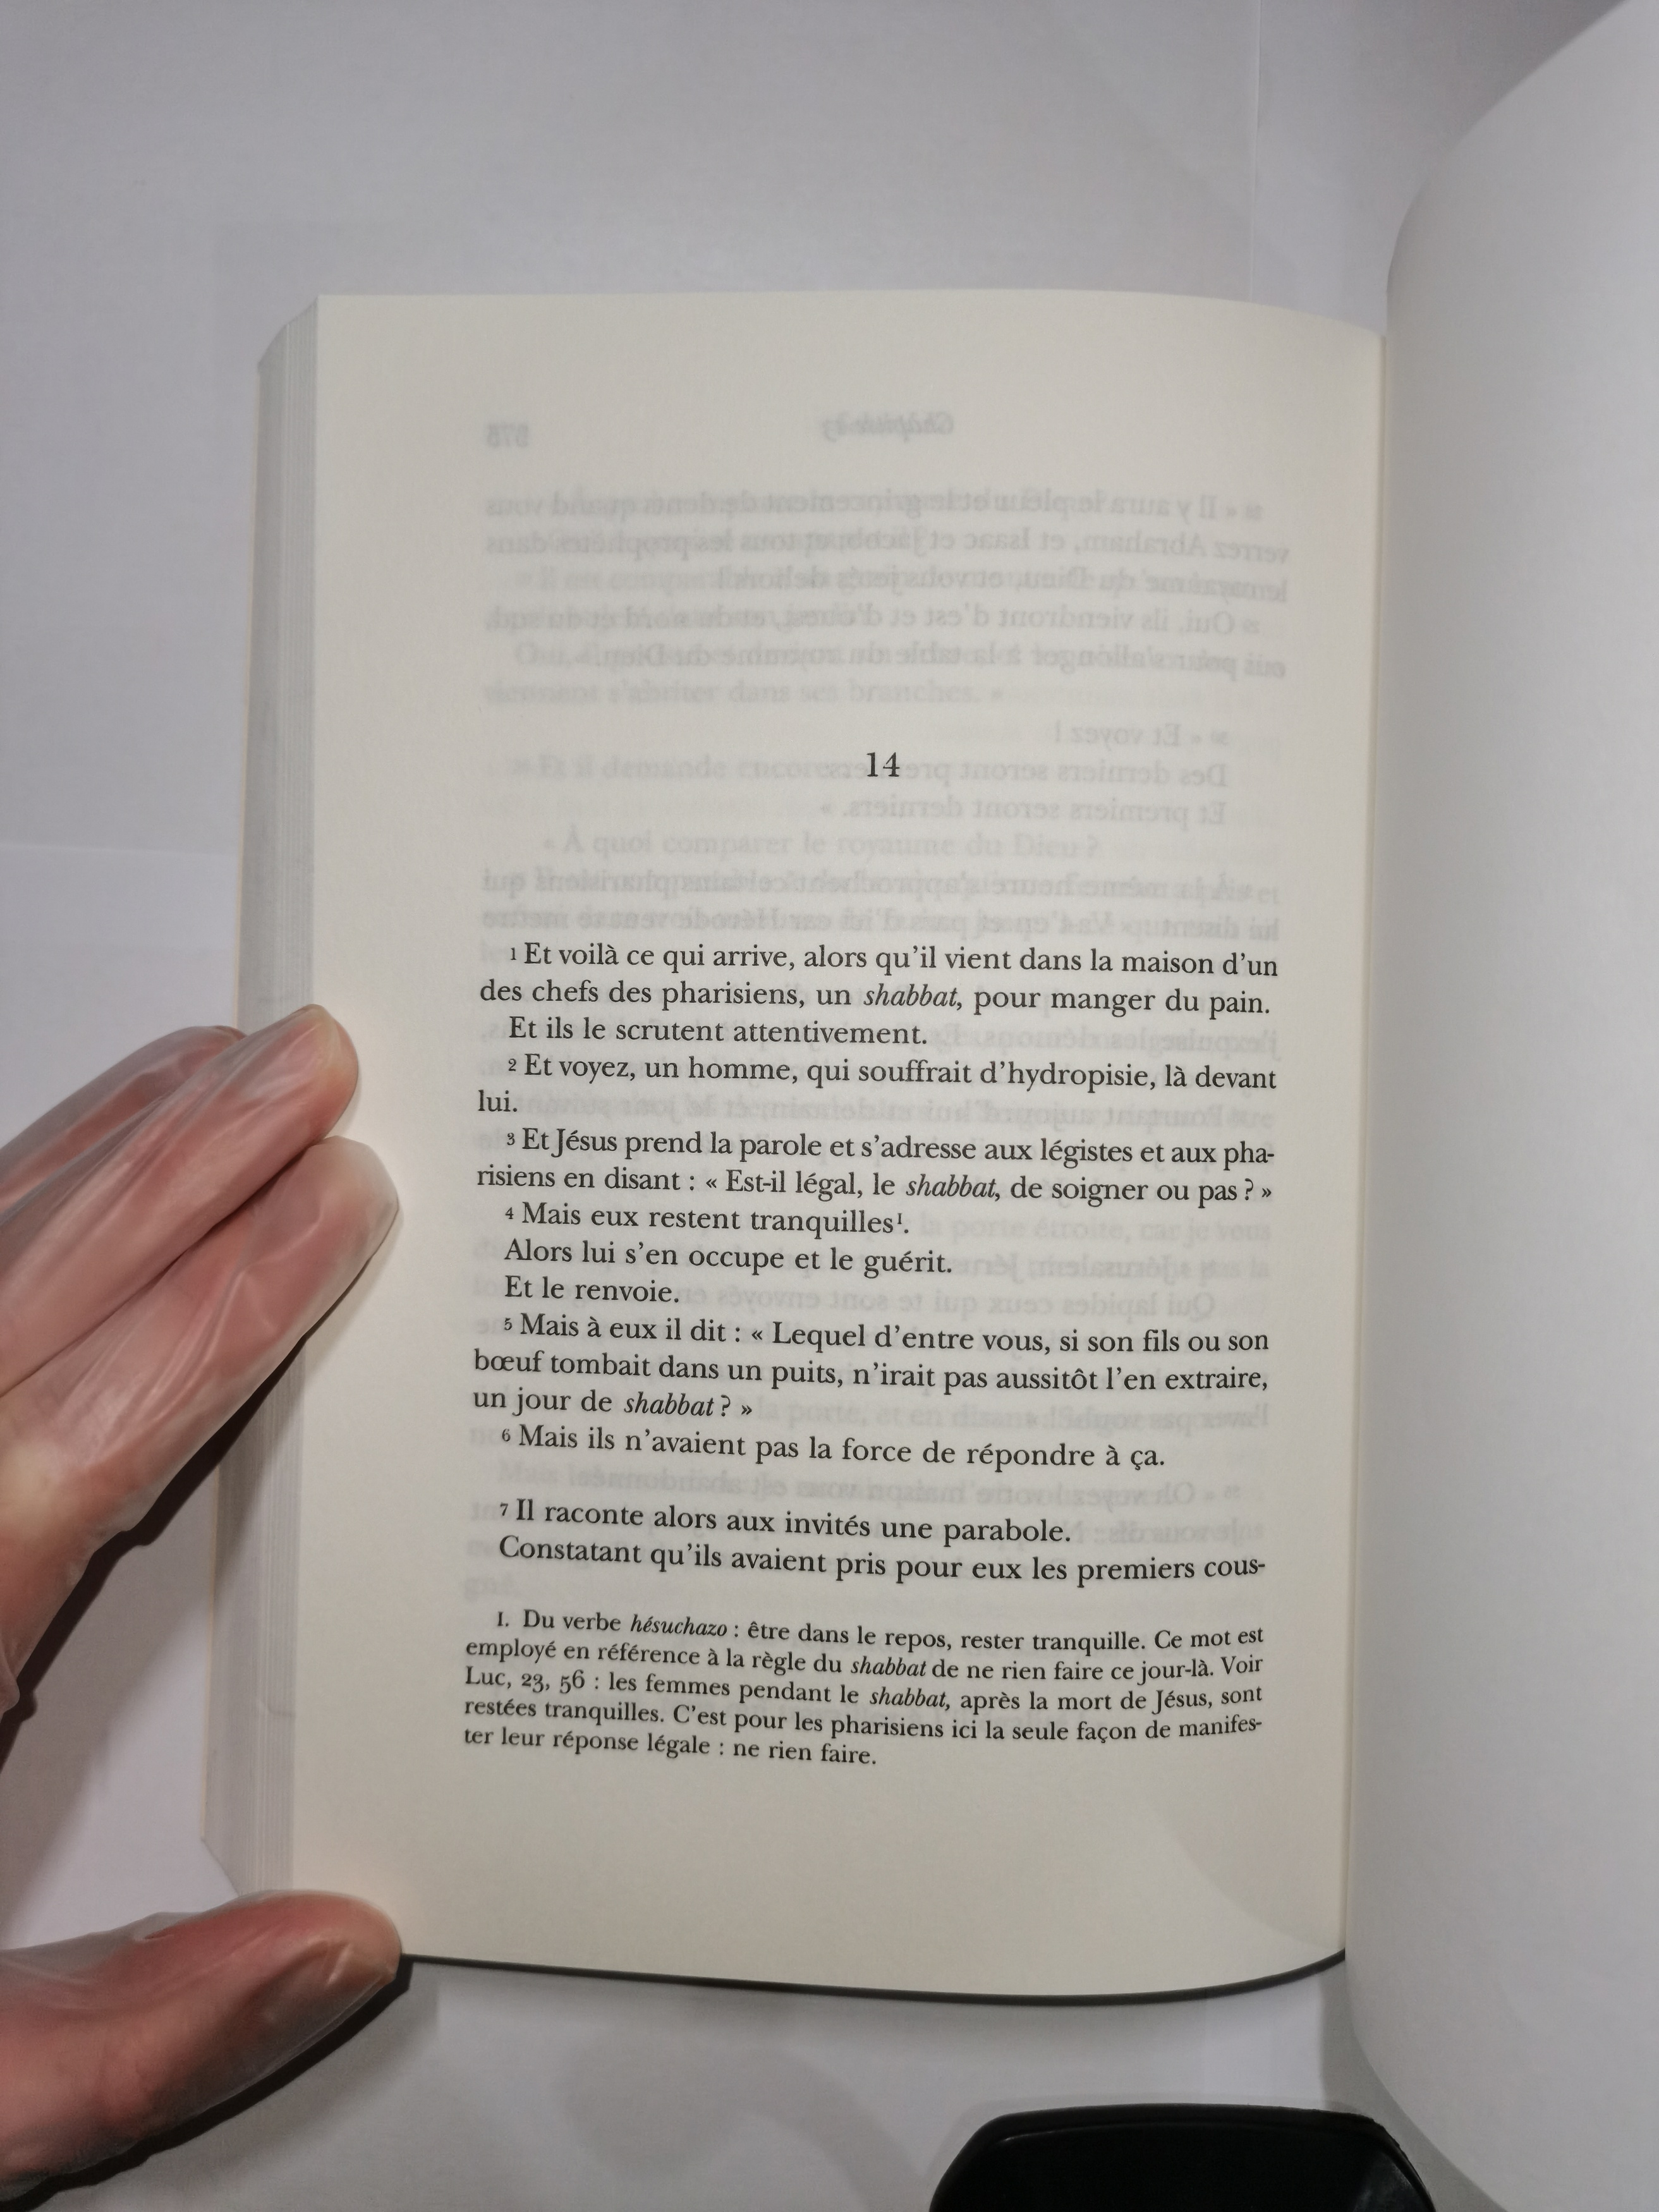 14
1 Et voilà ce qui arrive, alors qu'il vient dans la maison d'un
des chefs des pharisiens, un shabbat, pour manger du pain.
Et ils le scrutent attentivement.
2 Et voyez, un homme, qui souffrait d'hydropisie, là devant
lui.
3 Et Jésus prend la parole et s'adresse aux légistes et aux pha-
risiens en disant : « Est-il légal, le shabbat, de soigner ou pas ? »
4 Mais eux restent tranquilles¹.
Alors lui s'en occupe et le guérit.
Et le renvoie.
5 Mais à eux il dit : « Lequel d'entre vous, si son fils ou son
bœuf tombait dans un puits, n'irait pas aussitôt l'en extraire,
un jour de shabbat ? »
6 Mais ils n'avaient pas la force de répondre à ça.
7 Il raconte alors aux invités une parabole.
Constatant qu'ils avaient pris pour eux les premiers cous-
1. Du verbe hésuchazo : être dans le repos, rester tranquille. Ce mot est
employé en référence à la règle du shabbat de ne rien faire ce jour-là. Voir
Luc, 23, 56 : les femmes pendant le shabbat, après la mort de Jésus, sont
restées tranquilles. C'est pour les pharisiens ici la seule façon de manifes-
ter leur réponse légale : ne rien faire.